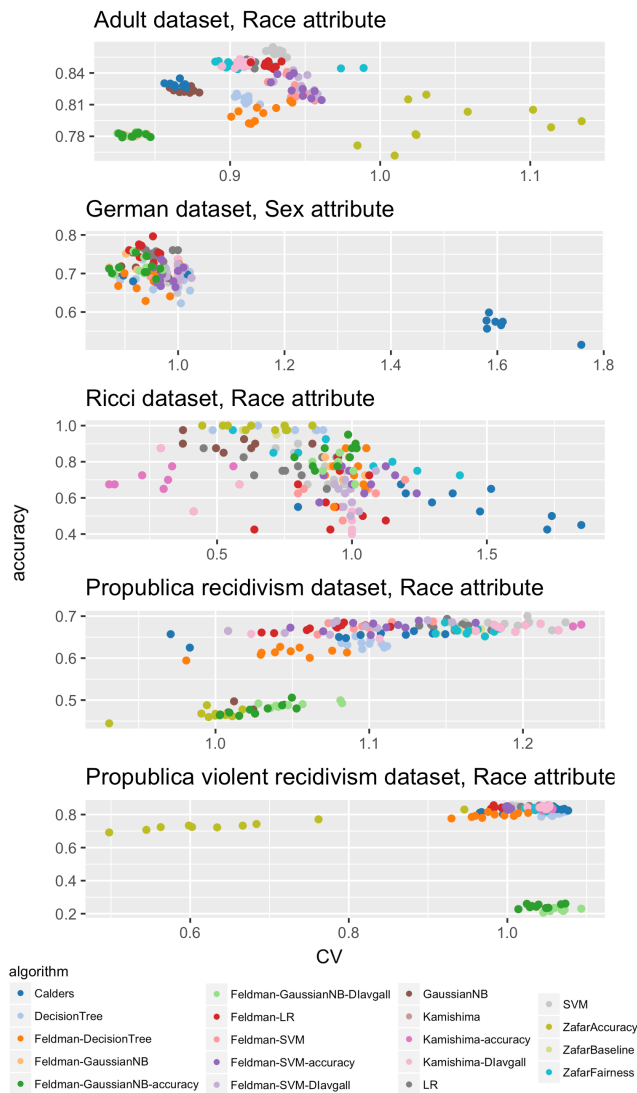 Adult dataset, Race attribute
0.84
0.81
0.78
0.9 1.0 1.1
German dataset, Sex attribute
0.8
0.7
0.6
1.0 1.2 1.4 1.6 1.8
Ricci dataset, Race attribute
1.0
0.8
0.6
0.4
0.5 1.0 1.5
accuracy
Propublica recidivism dataset, Race attribute
0.7
0.6
0.5
1.0 1.1 1.2
Propublica violent recidivism dataset, Race attribute
0.8
0.6
0.4
0.2
0.6 0.8 1.0
CV
algorithm
Calders
DecisionTree
Feldman-DecisionTree
Feldman-GaussianNB
Feldman-GaussianNB-accuracy
Feldman-GaussianNB-DIavgall
Feldman-LR
Feldman-SVM
Feldman-SVM-accuracy
Feldman-SVM-DIavgall
GaussianNB
Kamishima
Kamishima-accuracy
Kamishima-DIavgall
LR
SVM
ZafarAccuracy
ZafarBaseline
ZafarFairness